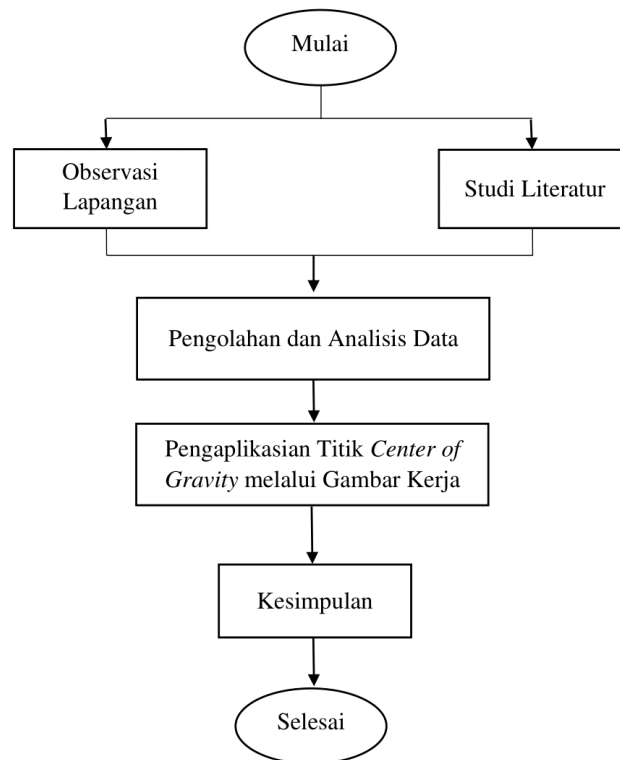 Mulai
Observasi
Lapangan
Studi Literatur
Pengolahan dan Analisis Data
Pengaplikasian Titik Center of
Gravity melalui Gambar Kerja
Kesimpulan
Selesai